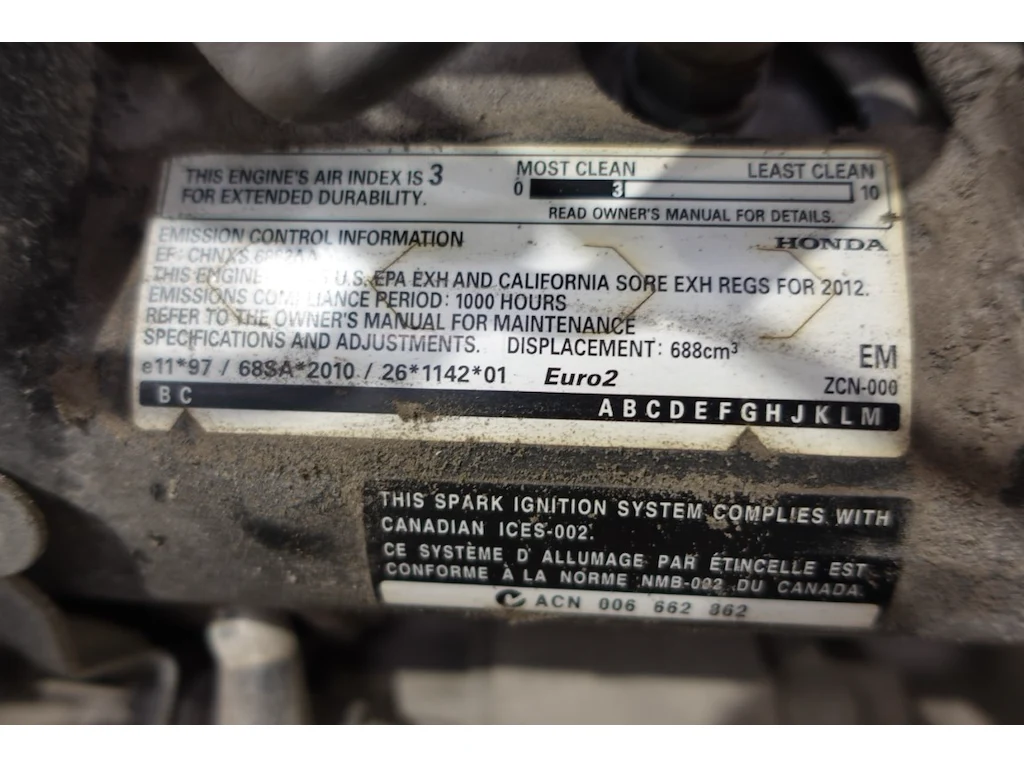 THIS ENGINE'S AIR INDEX IS 3
FOR EXTENDED DURABILITY.
MOST CLEAN LEAST CLEAN
0 3 10
READ OWNER'S MANUAL FOR DETAILS.
EMISSION CONTROL INFORMATION
HONDA
EF: CHNXS
THIS ENGINE U.S. EPA EXH AND CALIFORNIA SORE EXH REGS FOR 2012.
EMISSIONS COMPLIANCE PERIOD: 1000 HOURS
REFER TO THE OWNER'S MANUAL FOR MAINTENANCE
SPECIFICATIONS AND ADJUSTMENTS. DISPLACEMENT: 688cm³
EM
e11*97 / 68SA*2010 / 26*1142*01 Euro2
ZCN-000
B C A B C D E F G H J K L M
THIS SPARK IGNITION SYSTEM COMPLIES WITH
CANADIAN ICES-002.
CE SYSTÈME D' ALLUMAGE PAR ÉTINCELLE EST
CONFORME À LA NORME NMB-002 DU CANADA.
ACN 006 662 862